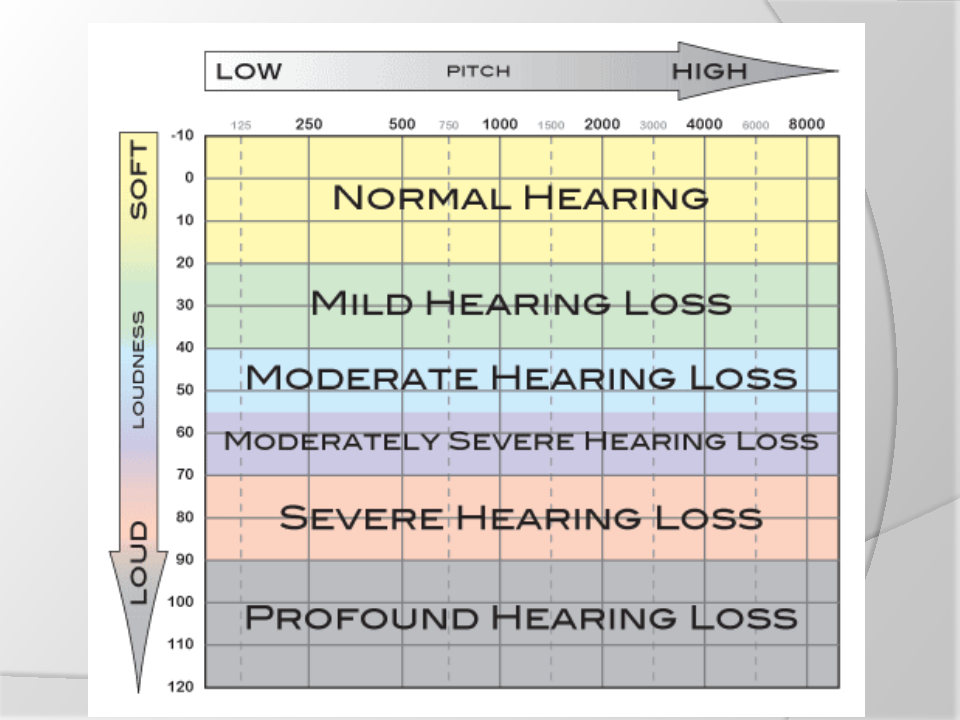 LOW PITCH HIGH
125 250 500 750 1000 1500 2000 3000 4000 6000 8000
SOFT
LOUDNESS
LOUD
-10
0
NORMAL HEARING
10
20
30
MILD HEARING LOSS
40
MODERATE HEARING LOSS
50
60
MODERATELY SEVERE HEARING LOSS
70
80
SEVERE HEARING LOSS
90
100
PROFOUND HEARING LOSS
110
120